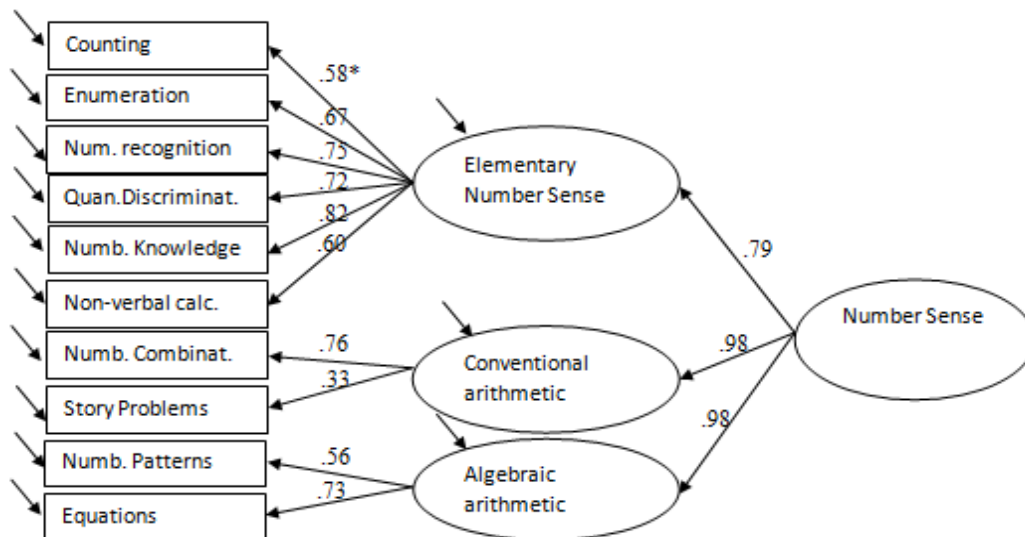 Counting
.58*
Enumeration
.67
Num. recognition
.75
Quan.Discriminat.
.72
Numb. Knowledge
.82
Non-verbal calc.
.60
Elementary
Number Sense
.79
Number Sense
Numb. Combinat.
.76
Story Problems
.33
Conventional
arithmetic
.98
Numb. Patterns
.56
Equations
.73
Algebraic
arithmetic
.98